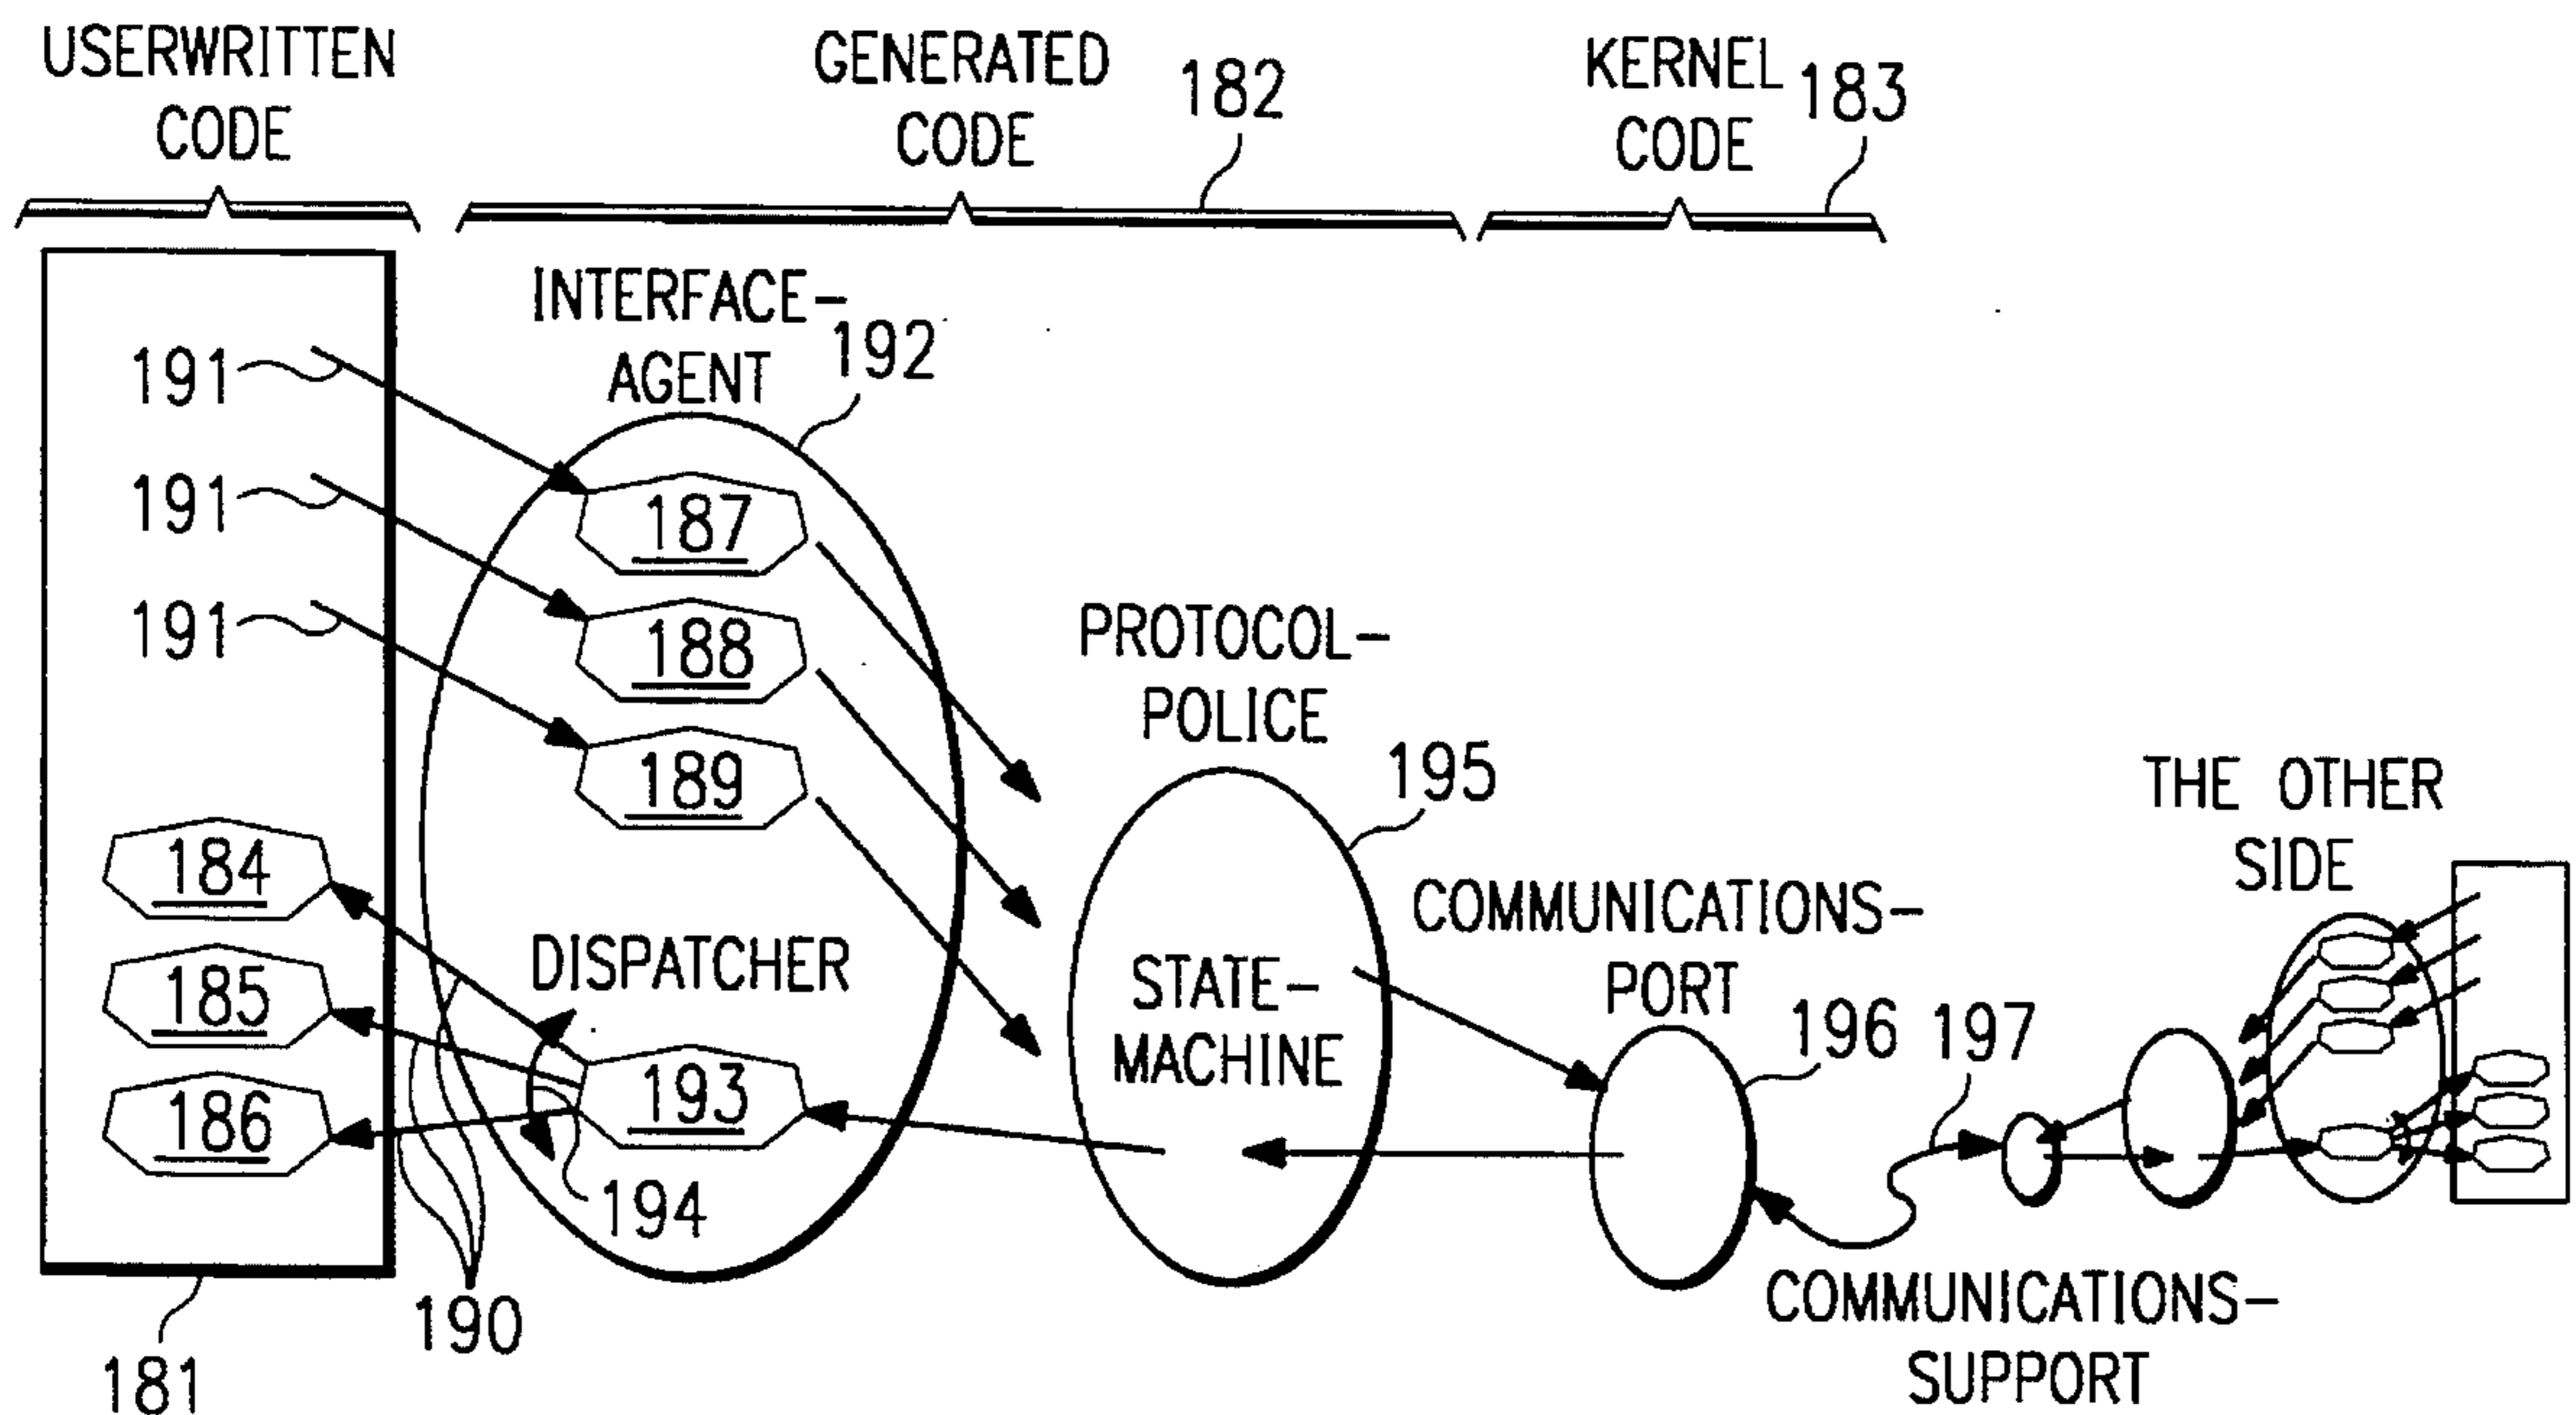 USERWRITTEN
CODE
GENERATED
CODE
182
KERNEL
CODE
183
INTERFACE-
AGENT
192
191
191
191
187
188
189
184
185
186
DISPATCHER
193
194
190
181
PROTOCOL-
POLICE
195
STATE-
MACHINE
COMMUNICATIONS-
PORT
196
197
THE OTHER
SIDE
COMMUNICATIONS-
SUPPORT